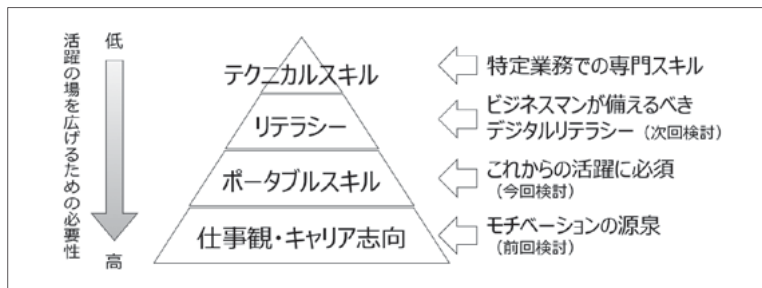 活躍の場を広げるための必要性
低
高
テクニカルスキル
特定業務での専門スキル
リテラシー
ビジネスマンが備えるべき
デジタルリテラシー（次回検討）
ポータブルスキル
これからの活躍に必須
（今回検討）
仕事観・キャリア志向
モチベーションの源泉
（前回検討）